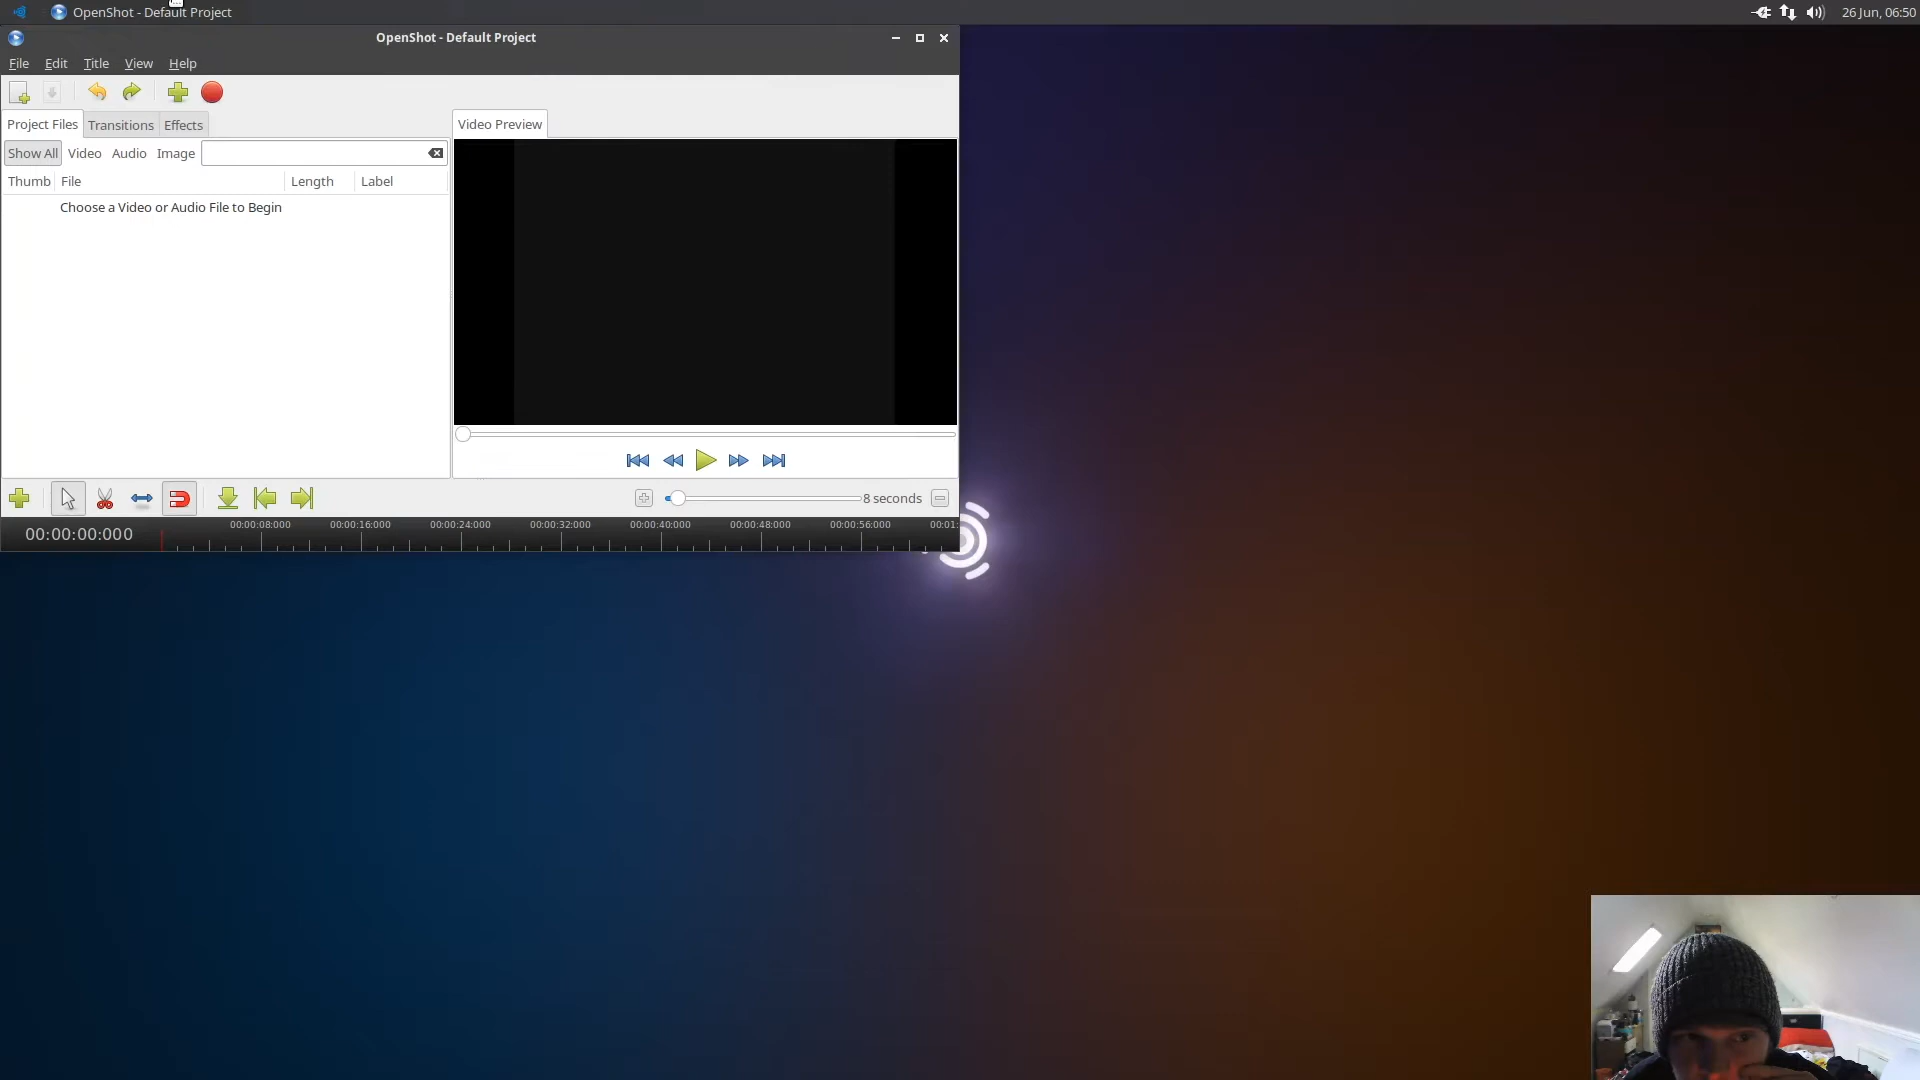 OpenShot - Default Project
26 Jun, 06:50
OpenShot - Default Project
File Edit Title View Help
Project Files Transitions Effects
Video Preview
Show All Video Audio Image
Thumb File Length Label
Choose a Video or Audio File to Begin
8 seconds
00:00:00:000
00:00:08:000 00:00:16:000 00:00:24:000 00:00:32:000 00:00:40:000 00:00:48:000 00:00:56:000 00:01: